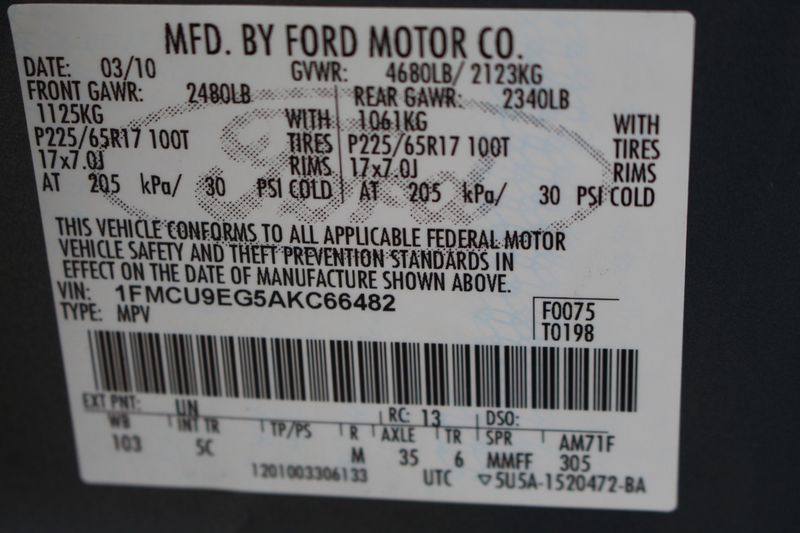 MFD. BY FORD MOTOR CO.
DATE: 03/10 GVWR: 4680LB/ 2123KG
FRONT GAWR: 2480LB REAR GAWR: 2340LB
1125KG WITH 1061KG WITH
P225/65R17 100T TIRES P225/65R17 100T TIRES
17x7.0J RIMS 17x7.0J RIMS
AT 205 kPa/ 30 PSI COLD AT 205 kPa/ 30 PSI COLD
THIS VEHICLE CONFORMS TO ALL APPLICABLE FEDERAL MOTOR
VEHICLE SAFETY AND THEFT PREVENTION STANDARDS IN
EFFECT ON THE DATE OF MANUFACTURE SHOWN ABOVE.
VIN: 1FMCU9EG5AKC66482 F0075
TYPE: MPV T0198
EXT PNT: UN RC: 13 DSO:
WB INT TR TP/PS R AXLE TR SPR AM71F
103 5C M 35 6 MMFF 305
1201003306133 UTC ▽5U5A-1520472-BA
Ford